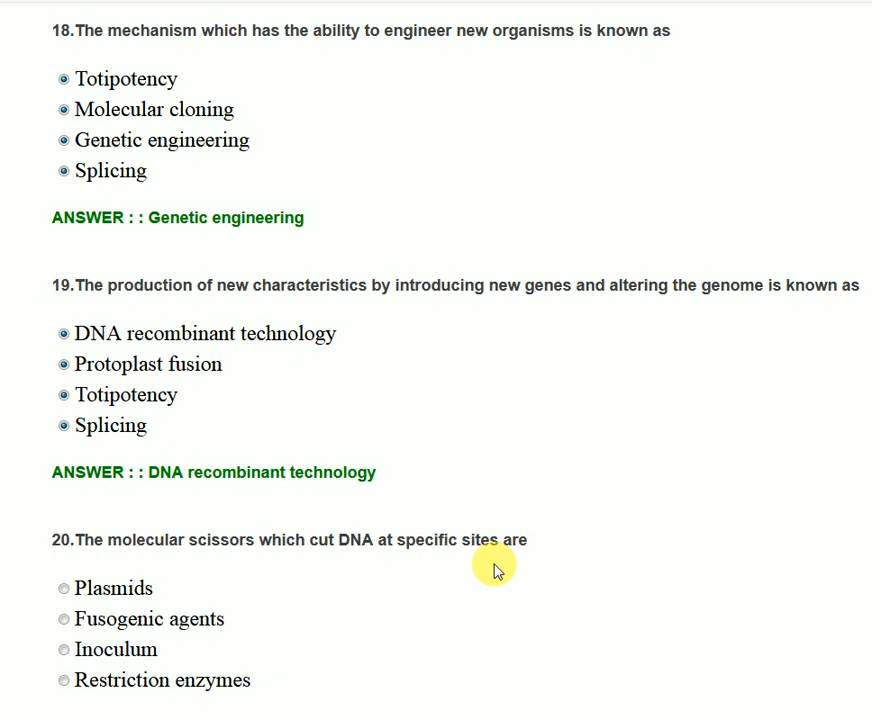 18.The mechanism which has the ability to engineer new organisms is known as
Totipotency
Molecular cloning
Genetic engineering
Splicing
ANSWER : : Genetic engineering
19.The production of new characteristics by introducing new genes and altering the genome is known as
DNA recombinant technology
Protoplast fusion
Totipotency
Splicing
ANSWER : : DNA recombinant technology
20.The molecular scissors which cut DNA at specific sites are
Plasmids
Fusogenic agents
Inoculum
Restriction enzymes